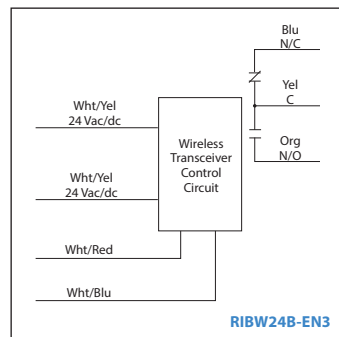 Blu
N/C
Yel
C
Org
N/O
Wht/Yel
24 Vac/dc
Wireless
Transceiver
Control
Circuit
Wht/Yel
24 Vac/dc
Wht/Red
Wht/Blu
RIBW24B-EN3